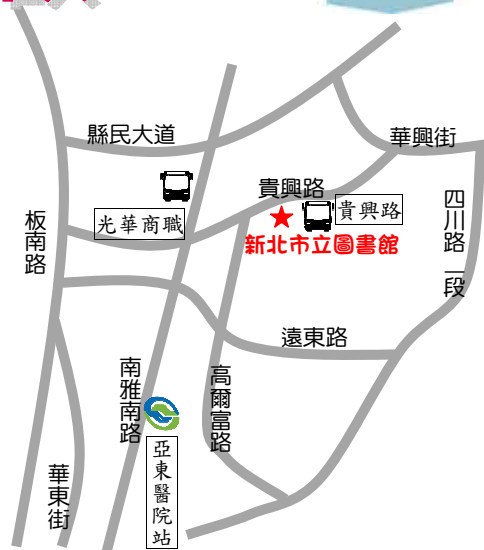 縣民大道
華興街
貴興路
貴興路
光華商職
新北市立圖書館
四川路一段
板南路
遠東路
南雅南路
高爾富路
亞東醫院站
華東街